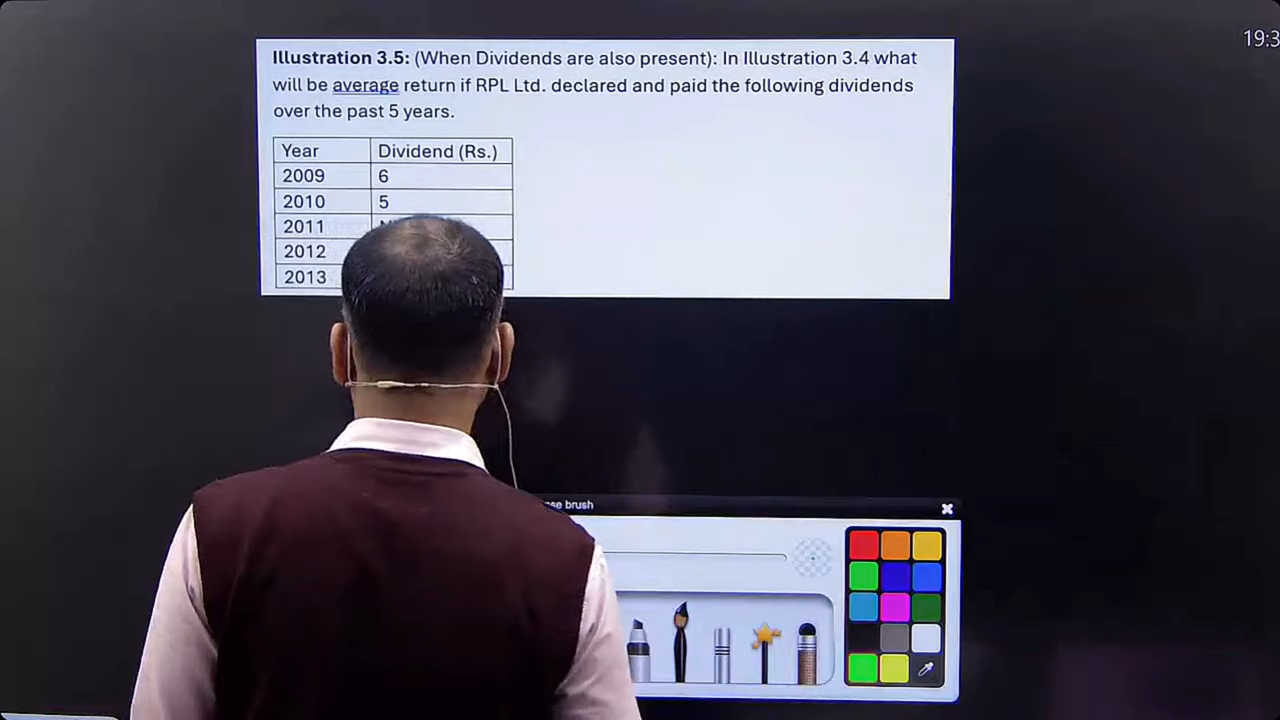 19:3
Illustration 3.5: (When Dividends are also present): In Illustration 3.4 what
will be average return if RPL Ltd. declared and paid the following dividends
over the past 5 years.
Year Dividend (Rs.)
2009 6
2010 5
2011
2012
2013
brush